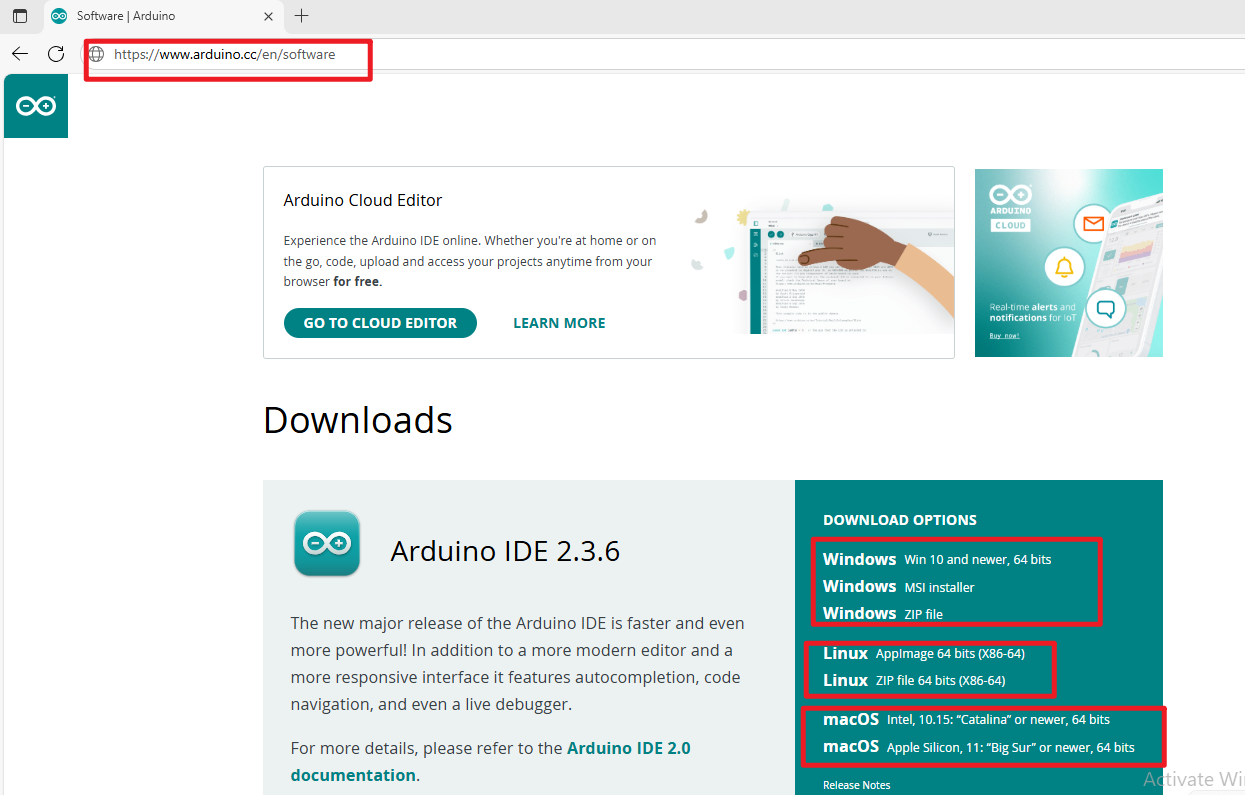 Software | Arduino
https://www.arduino.cc/en/software
Arduino Cloud Editor
Experience the Arduino IDE online. Whether you're at home or on
the go, code, upload and access your projects anytime from your
browser for free.
GO TO CLOUD EDITOR
LEARN MORE
ARDUINO
CLOUD
Real-time alerts and
notifications for IoT
Buy now!
Downloads
Arduino IDE 2.3.6
The new major release of the Arduino IDE is faster and even
more powerful! In addition to a more modern editor and a
more responsive interface it features autocompletion, code
navigation, and even a live debugger.
For more details, please refer to the Arduino IDE 2.0
documentation.
DOWNLOAD OPTIONS
Windows Win 10 and newer, 64 bits
Windows MSI installer
Windows ZIP file
Linux AppImage 64 bits (X86-64)
Linux ZIP file 64 bits (X86-64)
macOS Intel, 10.15: “Catalina” or newer, 64 bits
macOS Apple Silicon, 11: “Big Sur” or newer, 64 bits
Release Notes
Activate Wi